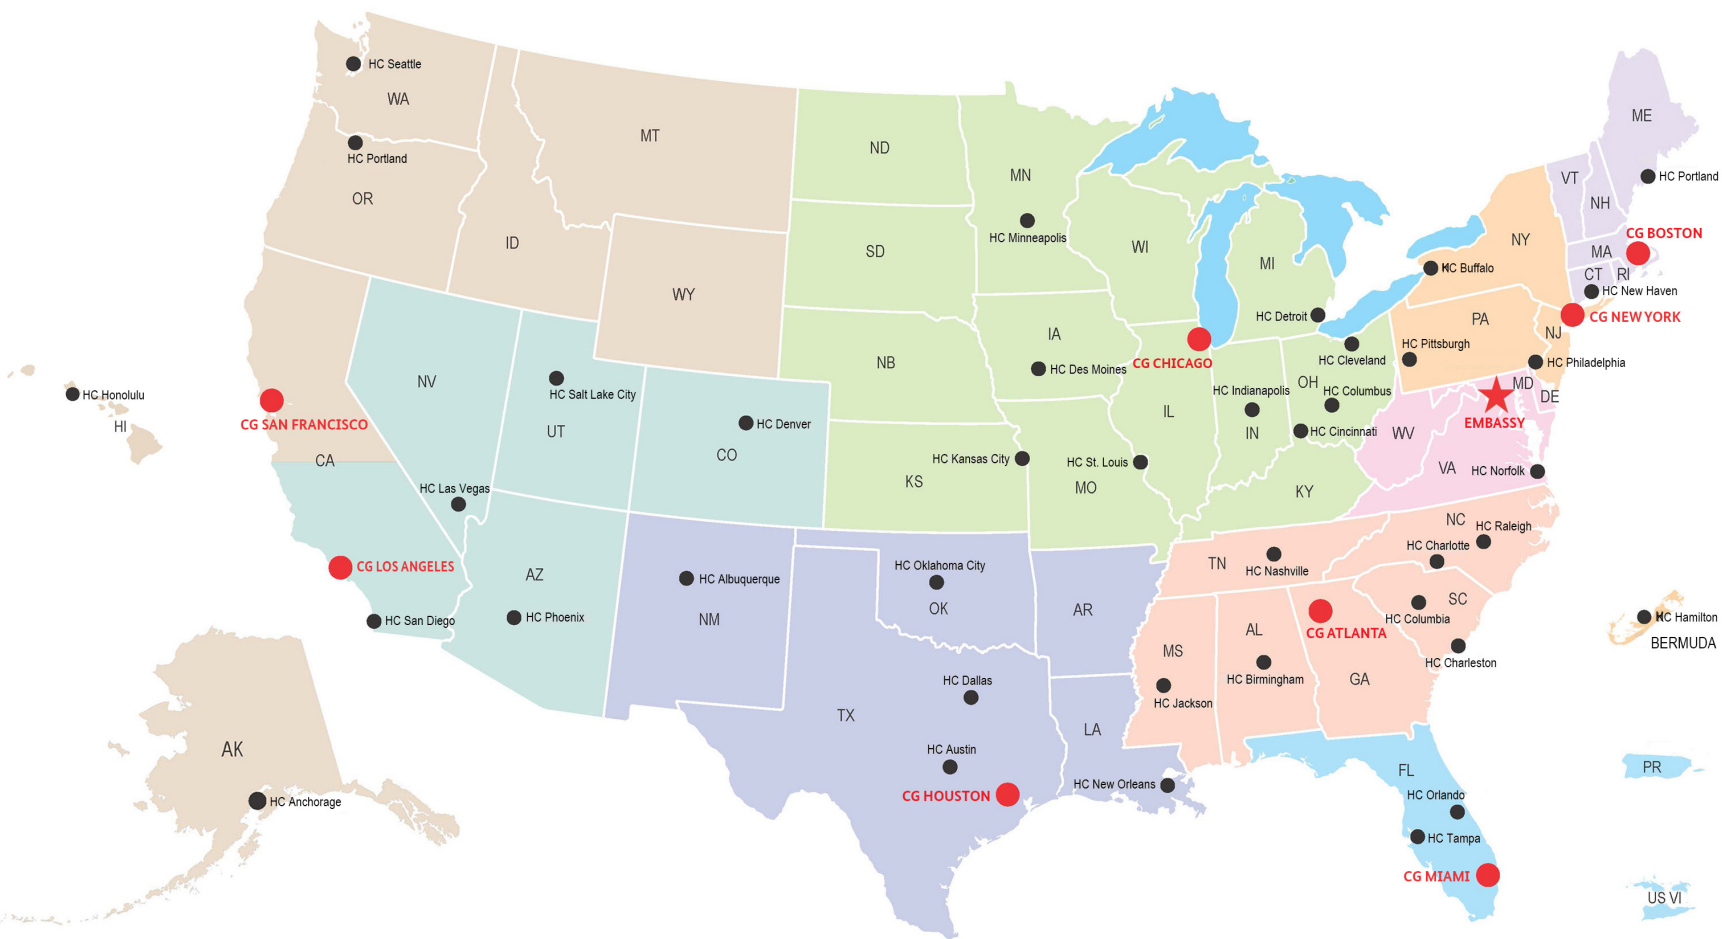 HC Seattle
WA
HC Portland
OR
ID
MT
WY
ND
SD
NB
KS
MN
HC Minneapolis
WI
MI
HC Detroit
IA
HC Des Moines
CG CHICAGO
IL
HC Indianapolis
IN
OH
HC Cleveland
HC Columbus
HC Cincinnati
KY
HC Kansas City
HC St. Louis
MO
ME
HC Portland
VT
NH
CG BOSTON
MA
CT
RI
HC New Haven
NY
HC Buffalo
CG NEW YORK
PA
NJ
HC Pittsburgh
HC Philadelphia
MD
DE
EMBASSY
WV
VA
HC Norfolk
HC Honolulu
HI
CG SAN FRANCISCO
CA
NV
HC Las Vegas
HC Salt Lake City
UT
HC Denver
CO
CG LOS ANGELES
HC San Diego
AZ
HC Phoenix
HC Albuquerque
NM
HC Oklahoma City
OK
AR
HC Dallas
TX
HC Austin
CG HOUSTON
LA
HC New Orleans
TN
HC Nashville
NC
HC Raleigh
HC Charlotte
SC
HC Columbia
HC Charleston
CG ATLANTA
GA
AL
HC Birmingham
MS
HC Jackson
HC Hamilton
BERMUDA
FL
HC Orlando
HC Tampa
CG MIAMI
PR
US VI
AK
HC Anchorage